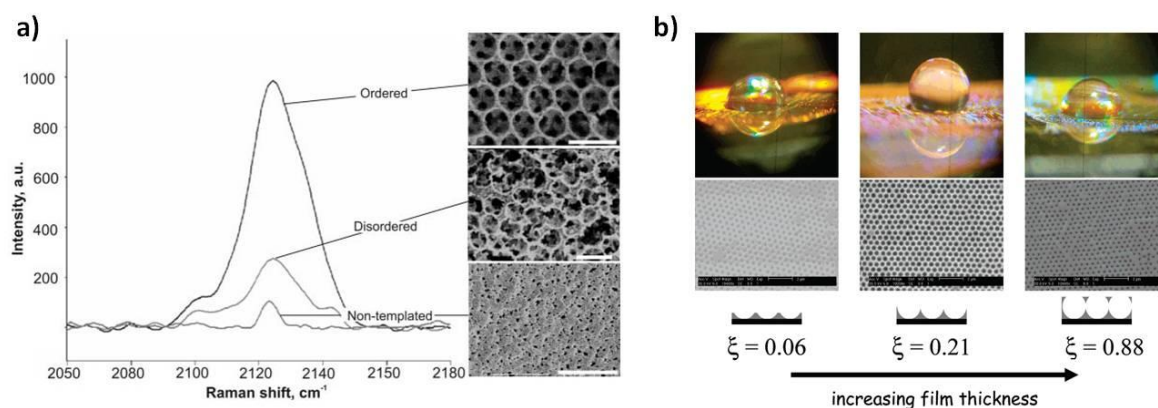 a)
Intensity, a.u.
1000
800
600
400
200
Ordered
Disordered
Non-templated
2050 2080 2100 2120 2140 2150 2180
Raman shift, cm⁻¹
b)
ξ = 0.06 ξ = 0.21 ξ = 0.88
increasing film thickness